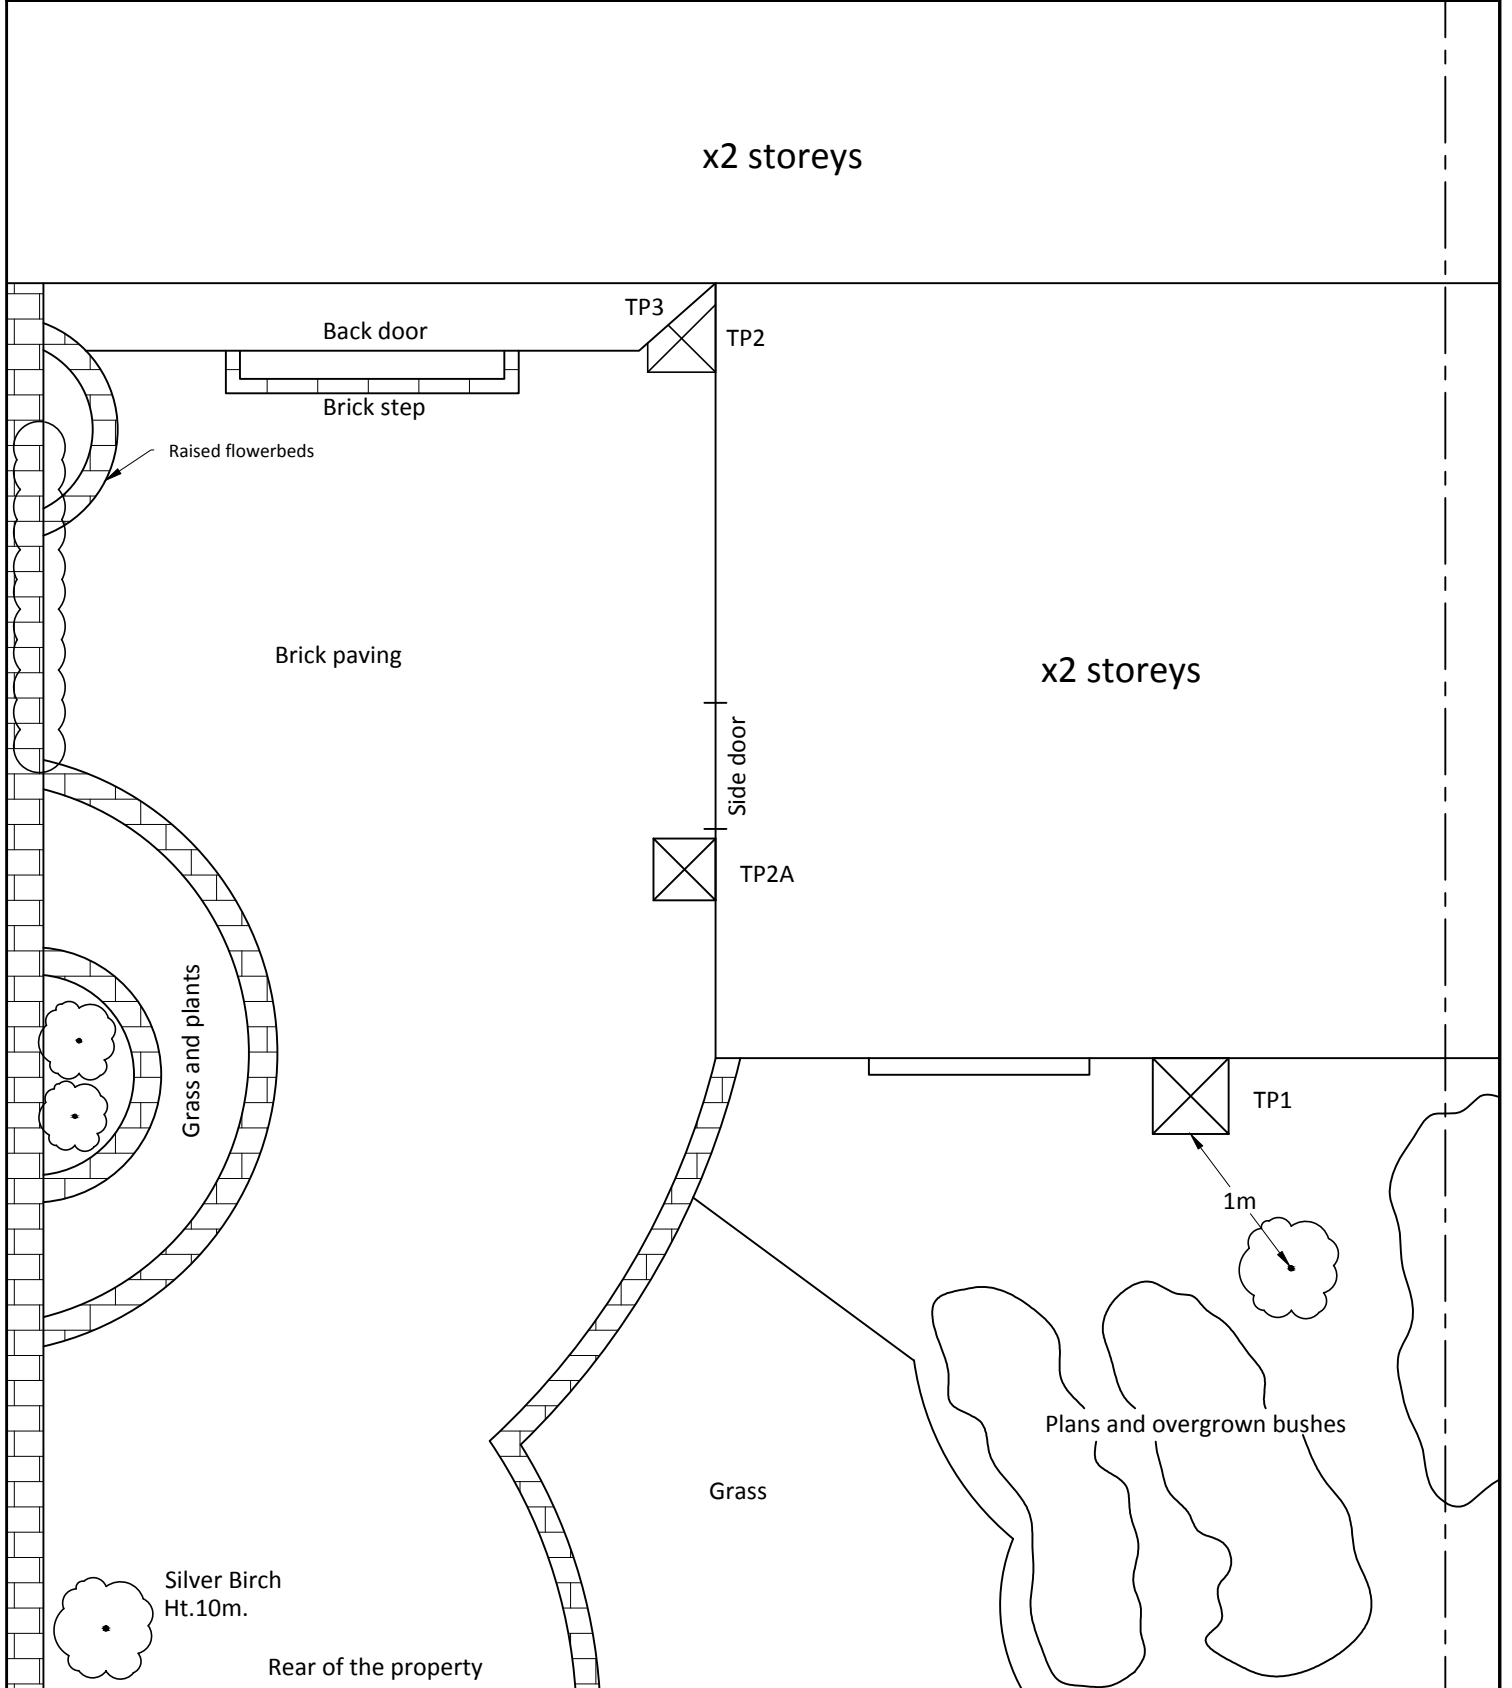 x2 storeys
TP3
Back door
TP2
Brick step
Raised flowerbeds
Brick paving
x2 storeys
Side door
TP2A
Grass and plants
TP1
1m
Plans and overgrown bushes
Grass
Silver Birch
Ht.10m.
Rear of the property